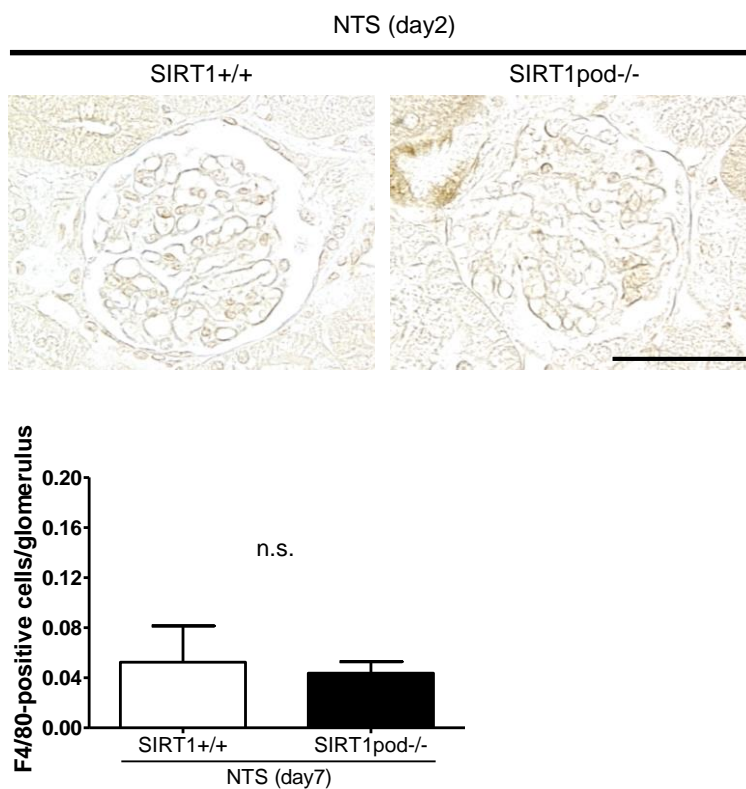 NTS (day2)
SIRT1+/+ SIRT1pod-/-
F4/80-positive cells/glomerulus
0.20
0.16
0.12
0.08
0.04
0.00
n.s.
SIRT1+/+ SIRT1pod-/-
NTS (day7)